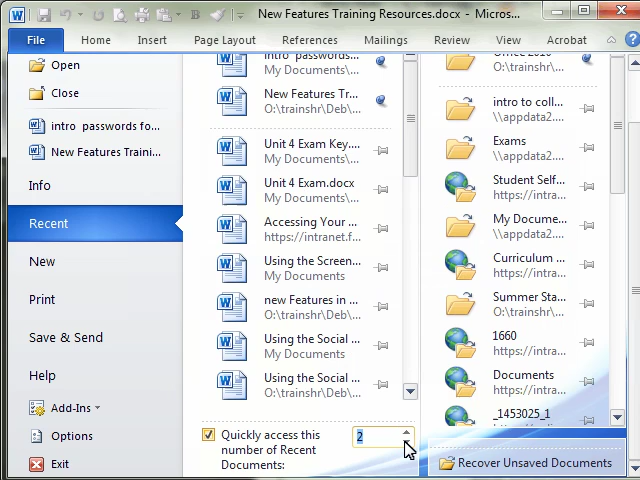 New Features Training Resources.docx - Micros...
File Home Insert Page Layout References Mailings Review View Acrobat
Open
Close
intro passwords fo...
New Features Traini...
Info
Recent
New
Print
Save & Send
Help
Add-Ins
Options
Exit
intro passwords...
My Documents\...
New Features Tr...
O:\trainshr\Deb\...
Unit 4 Exam Key....
My Documents\...
Unit 4 Exam.docx
My Documents\...
Accessing Your ...
https://intranet.f...
Using the Screen...
My Documents
new Features in ...
O:\trainshr\Deb\...
Using the Social ...
My Documents
Using the Social ...
O:\trainshr\Deb\...
Quickly access this
number of Recent
Documents:
2
Office 2010
O:\trainshr\...
intro to coll...
\\appdata2....
Exams
\\appdata2....
Student Self...
https://intra...
My Docume...
\\appdata2....
Curriculum ...
https://intra...
Summer Sta...
O:\trainshr\...
1660
https://intra...
Documents
https://intra...
_1453025_1
https://intra...
Recover Unsaved Documents